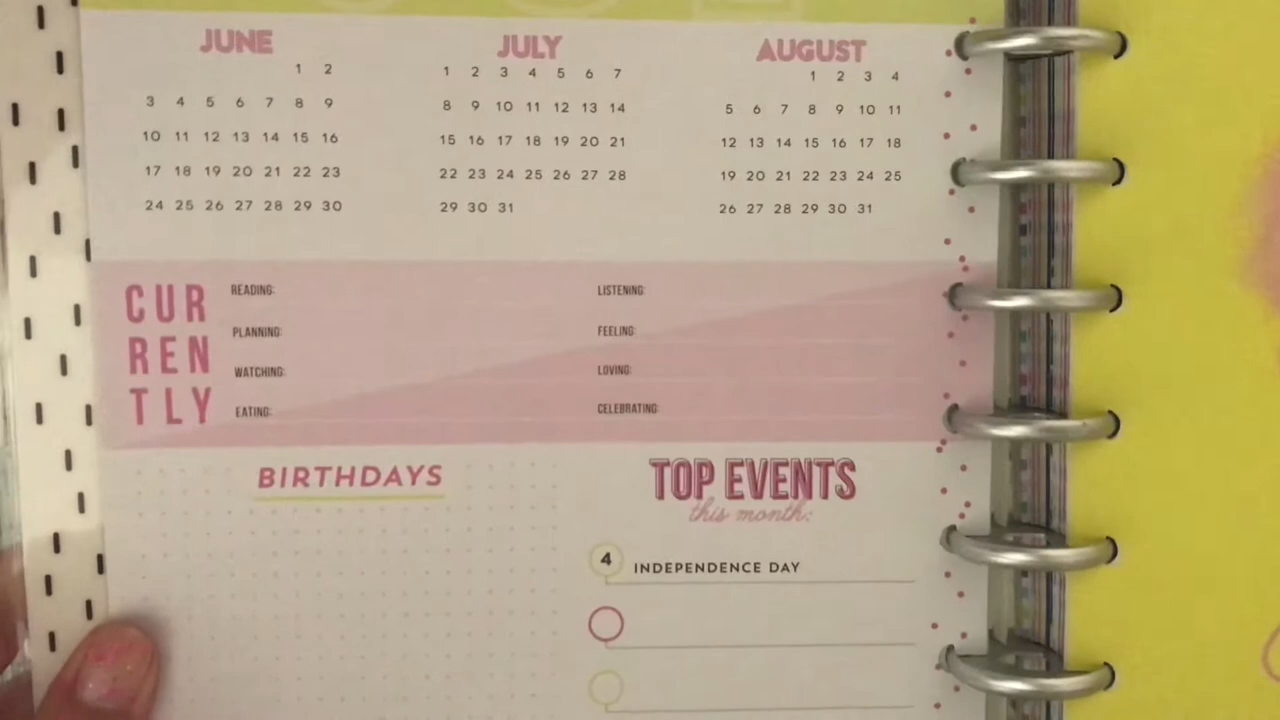 JUNE
1 2
3 4 5 6 7 8 9
10 11 12 13 14 15 16
17 18 19 20 21 22 23
24 25 26 27 28 29 30
JULY
1 2 3 4 5 6 7
8 9 10 11 12 13 14
15 16 17 18 19 20 21
22 23 24 25 26 27 28
29 30 31
AUGUST
1 2 3 4
5 6 7 8 9 10 11
12 13 14 15 16 17 18
19 20 21 22 23 24 25
26 27 28 29 30 31
CUR
REN
TLY
READING:
PLANNING:
WATCHING:
EATING:
LISTENING:
FEELING:
LOVING:
CELEBRATING:
BIRTHDAYS
TOP EVENTS
this month:
4 INDEPENDENCE DAY